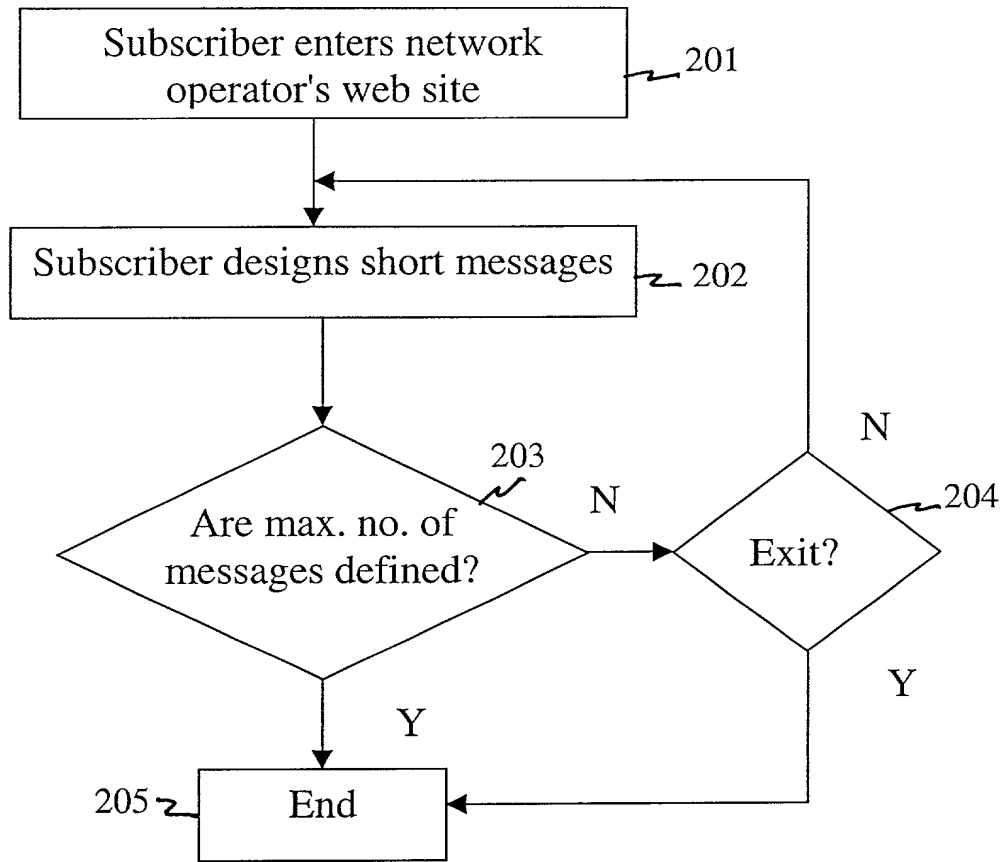 Subscriber enters network
operator's web site
201
Subscriber designs short messages
202
N
203
N
204
Are max. no. of
messages defined?
Exit?
Y
Y
205
End